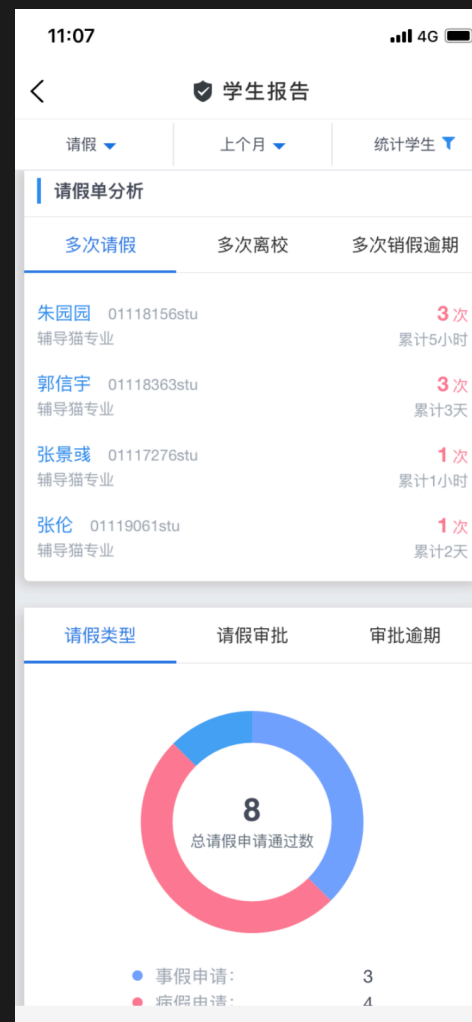 11:07 4G
学生报告
请假 上个月 统计学生
请假单分析
多次请假 多次离校 多次销假逾期
朱园园 01118156stu 3 次
辅导猫专业 累计5小时
郭信宇 01118363stu 3 次
辅导猫专业 累计3天
张景彧 01117276stu 1 次
辅导猫专业 累计1小时
张伦 01119061stu 1 次
辅导猫专业 累计2天
请假类型 请假审批 审批逾期
8
总请假申请通过数
事假申请: 3
病假申请: 4